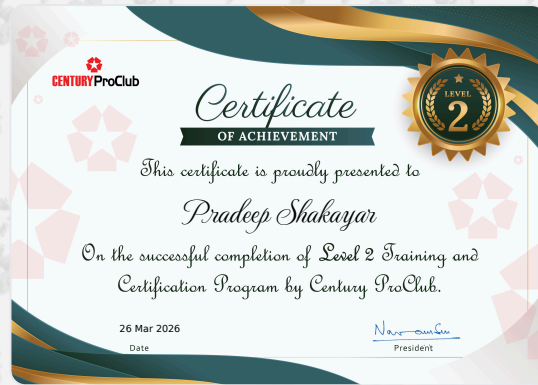 CENTURY ProClub
Certificate
OF ACHIEVEMENT
LEVEL
2
This certificate is proudly presented to
Pradeep Shakayar
On the successful completion of Level 2 Training and
Certification Program by Century ProClub.
26 Mar 2026
Date
President